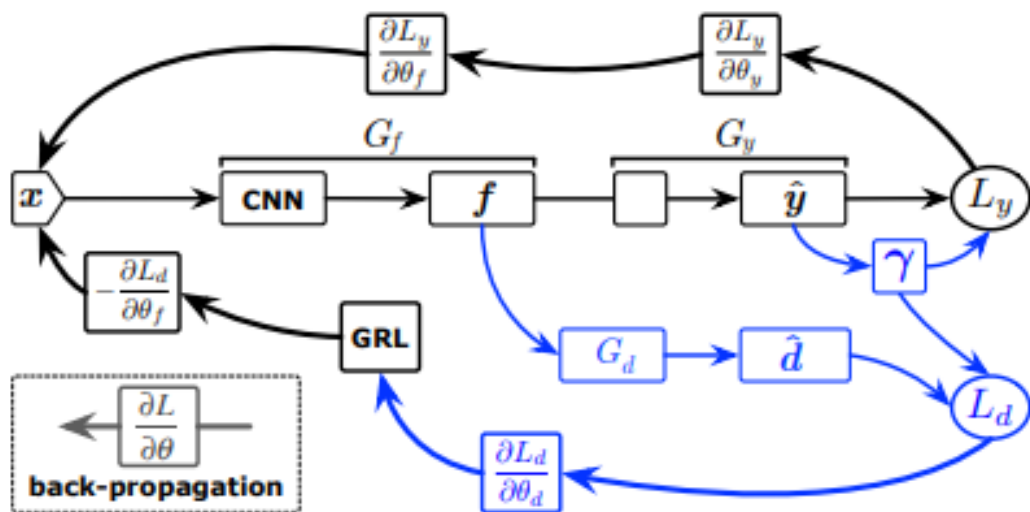 ∂L_y/∂θ_f
∂L_y/∂θ_y
G_f
G_y
x
CNN
f
ŷ
L_y
γ
-∂L_d/∂θ_f
GRL
G_d
d̂
L_d
∂L/∂θ
back-propagation
∂L_d/∂θ_d